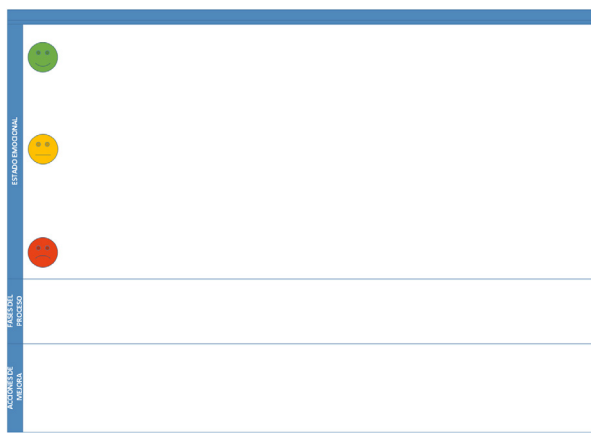 ESTADO EMOCIONAL
FASES DEL
PROCESO
ACCIONES DE
MEJORA